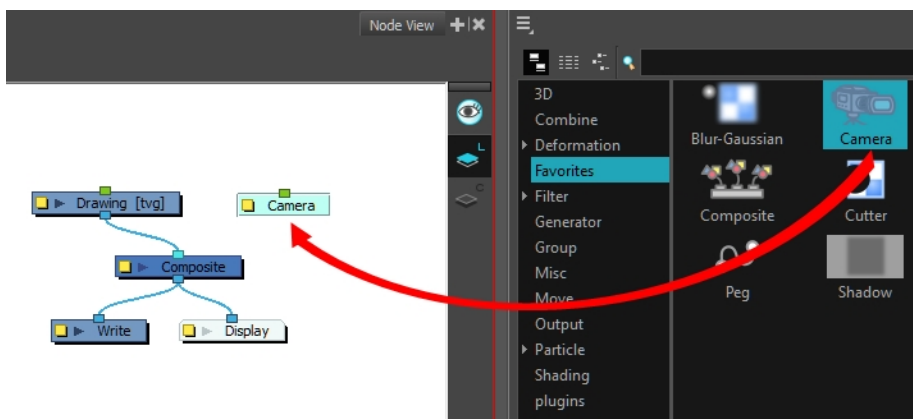 Node View
L
C
Drawing [tvg]
Camera
Composite
Write
Display
3D
Combine
Deformation
Favorites
Filter
Generator
Group
Misc
Move
Output
Particle
Shading
plugins
Blur-Gaussian
Camera
Composite
Cutter
Peg
Shadow